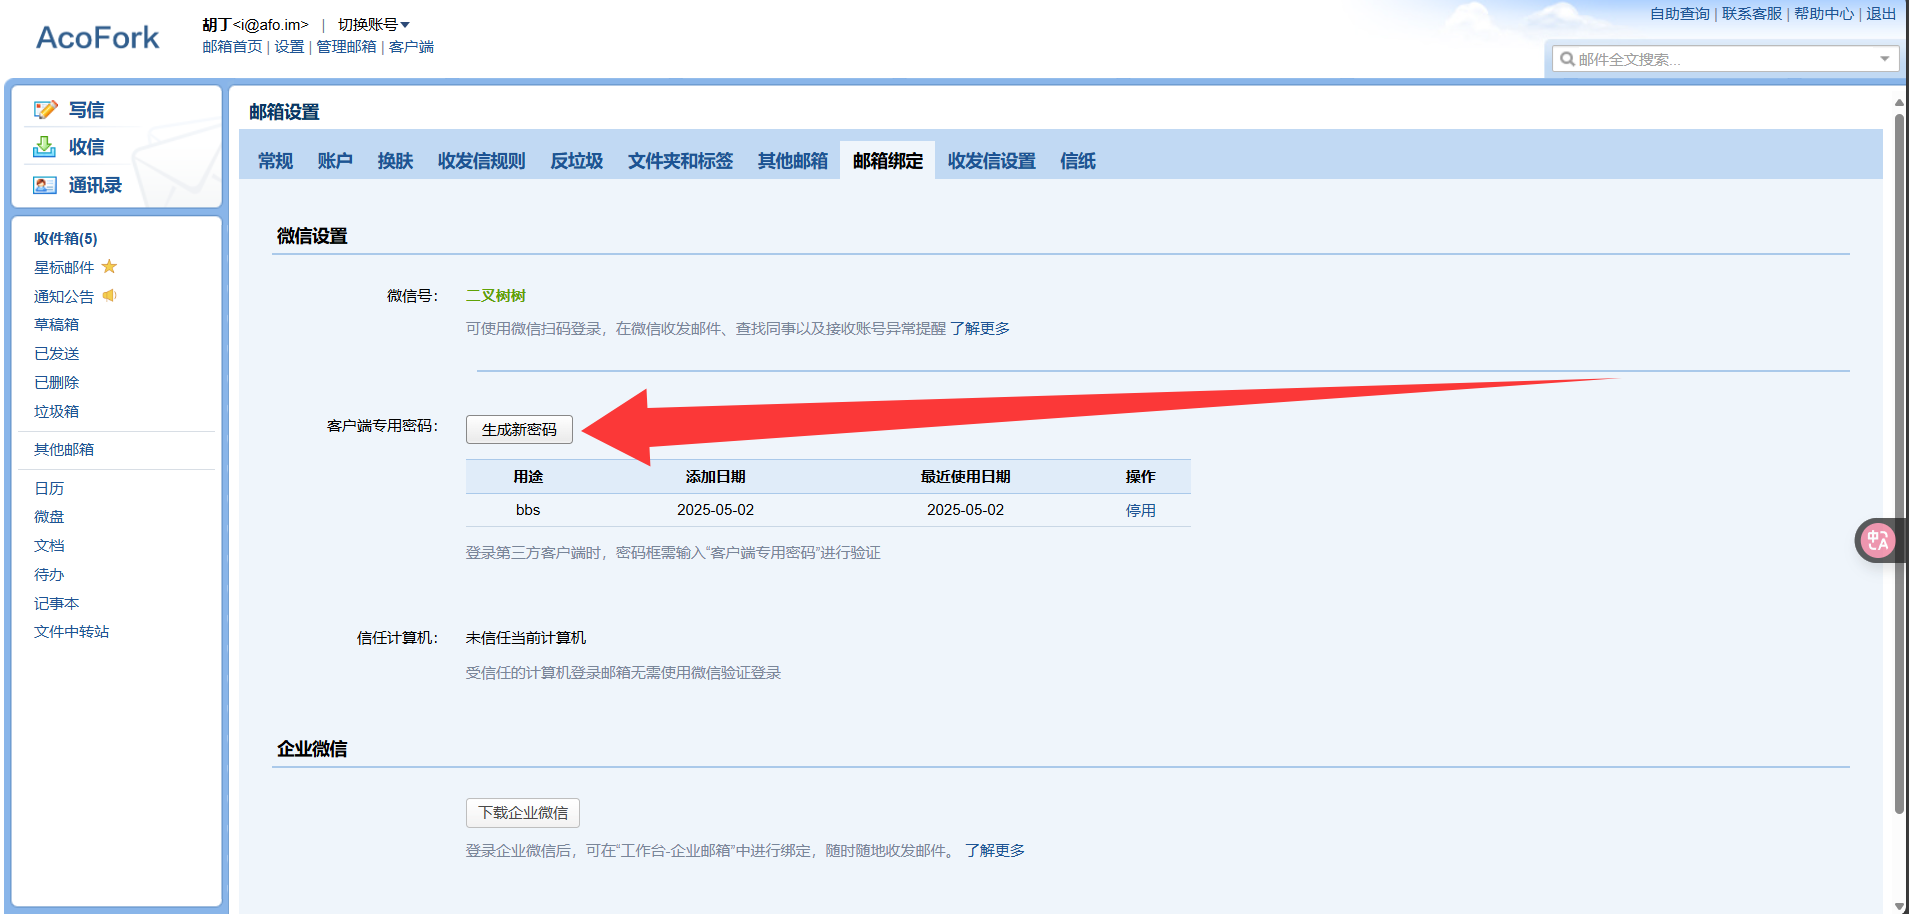 AcoFork
胡丁<i@afo.im> | 切换账号
邮箱首页 | 设置 | 管理邮箱 | 客户端
自助查询 | 联系客服 | 帮助中心 | 退出
邮件全文搜索...
写信
收信
通讯录
收件箱(5)
星标邮件
通知公告
草稿箱
已发送
已删除
垃圾箱
其他邮箱
日历
微盘
文档
待办
记事本
文件中转站
邮箱设置
常规 账户 换肤 收发信规则 反垃圾 文件夹和标签 其他邮箱 邮箱绑定 收发信设置 信纸
微信设置
微信号： 二叉树树
可使用微信扫码登录，在微信收发邮件、查找同事以及接收账号异常提醒 了解更多
客户端专用密码： 生成新密码
用途 添加日期 最近使用日期 操作
bbs 2025-05-02 2025-05-02 停用
登录第三方客户端时，密码框需输入“客户端专用密码”进行验证
信任计算机： 未信任当前计算机
受信任的计算机登录邮箱无需使用微信验证登录
企业微信
下载企业微信
登录企业微信后，可在“工作台-企业邮箱”中进行绑定，随时随地收发邮件。 了解更多
中A